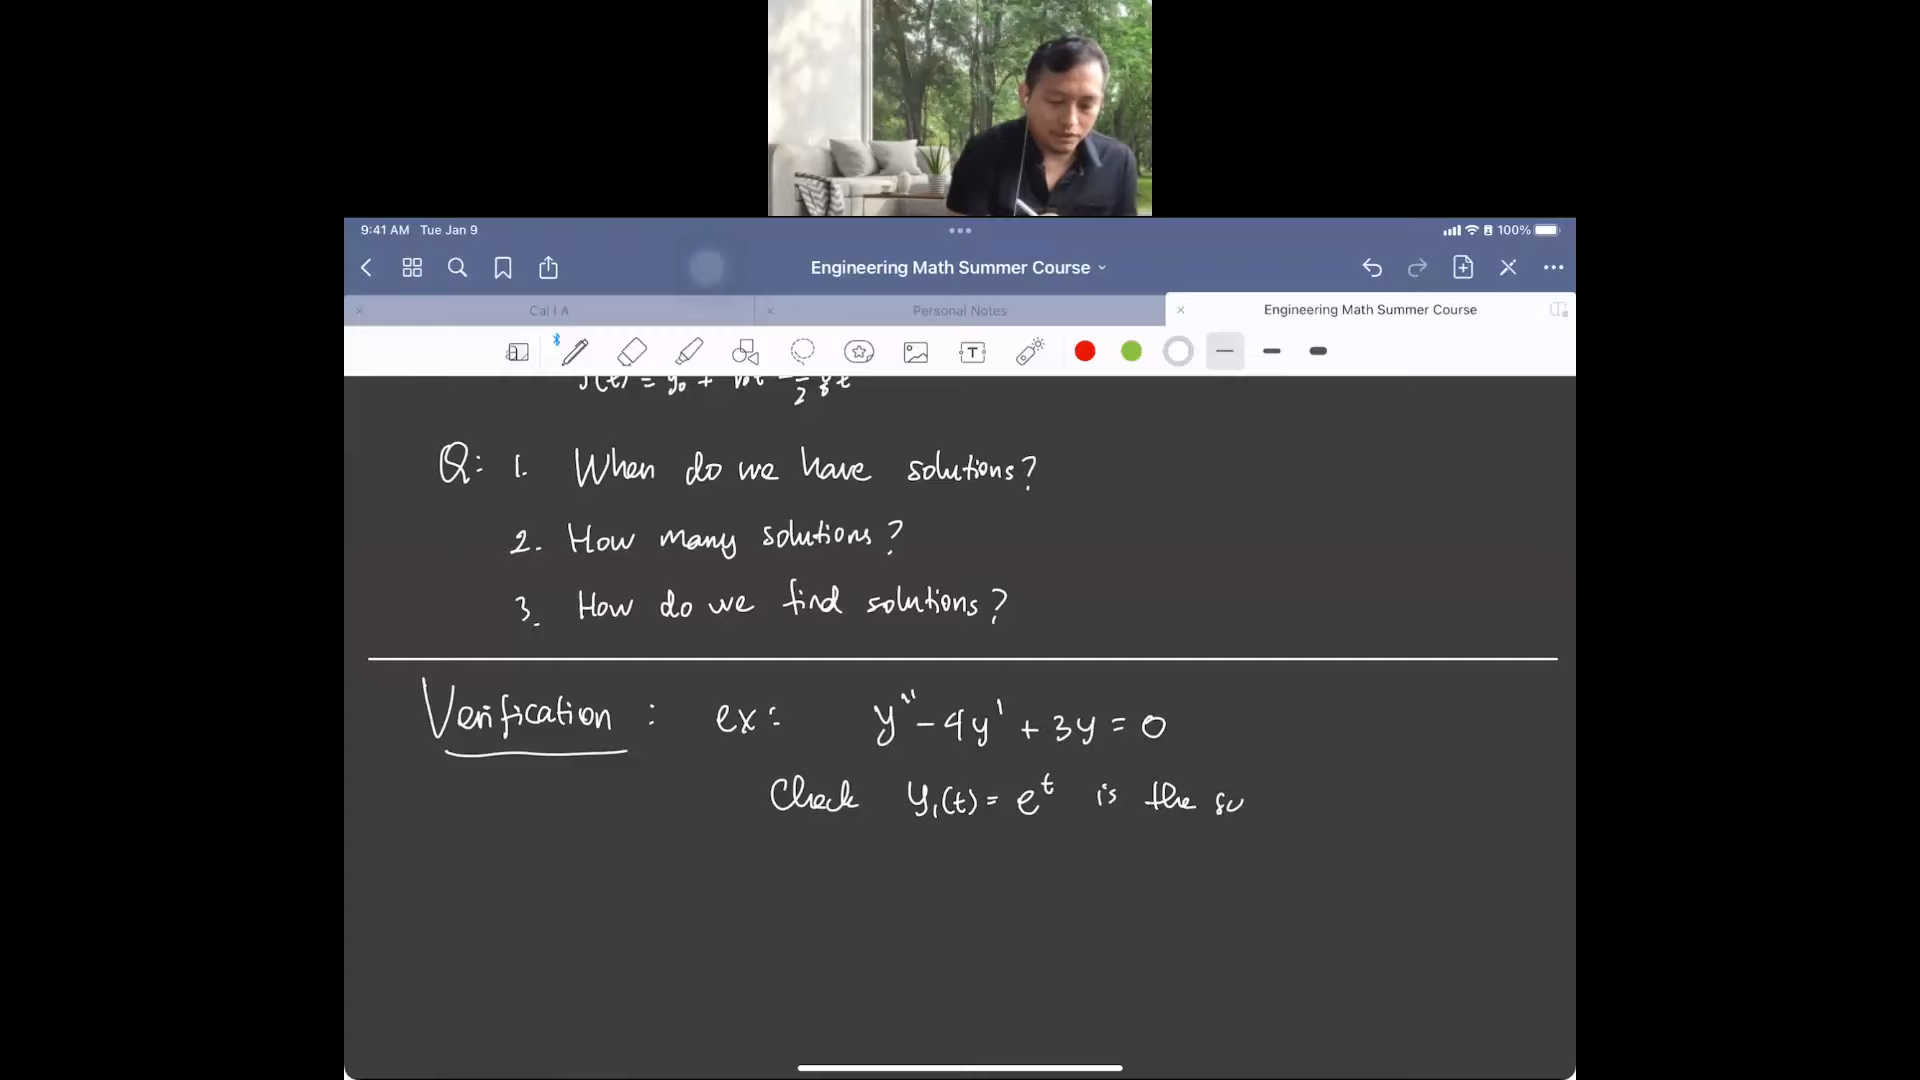 9:41 AM Tue Jan 9
100%
Engineering Math Summer Course
Cal I A
Personal Notes
Engineering Math Summer Course
Q: 1. When do we have solutions?
2. How many solutions?
3. How do we find solutions?
Verification : ex: y'' - 4y' + 3y = 0
Check y₁(t) = eᵗ is the so